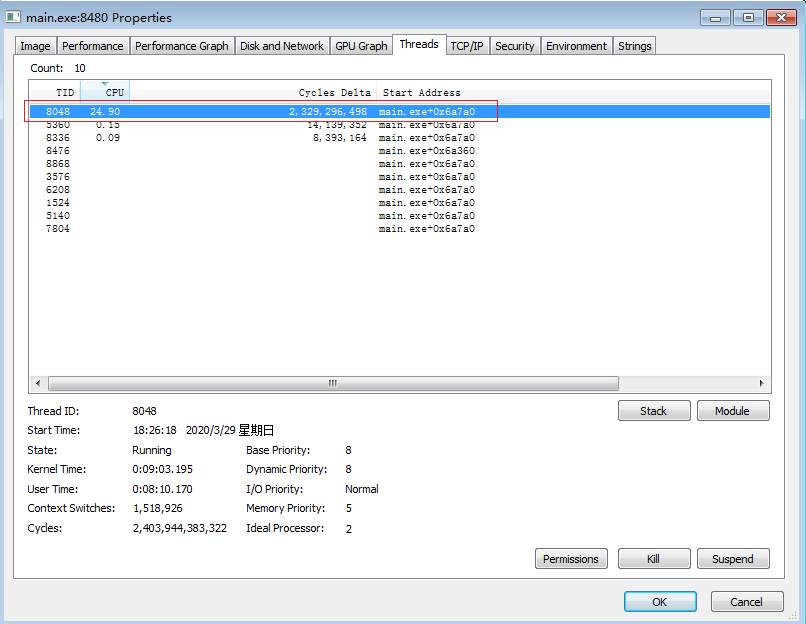 main.exe:8480 Properties
Image Performance Performance Graph Disk and Network GPU Graph Threads TCP/IP Security Environment Strings
Count: 10
TID CPU Cycles Delta Start Address
8048 24.90 2,329,296,498 main.exe+0x6a7a0
5360 0.15 14,139,352 main.exe+0x6a7a0
8336 0.09 8,393,164 main.exe+0x6a7a0
8476 main.exe+0x6a360
8868 main.exe+0x6a7a0
3576 main.exe+0x6a7a0
6208 main.exe+0x6a7a0
1524 main.exe+0x6a7a0
5140 main.exe+0x6a7a0
7804 main.exe+0x6a7a0
Thread ID: 8048 Stack Module
Start Time: 18:26:18 2020/3/29 星期日
State: Running Base Priority: 8
Kernel Time: 0:09:03.195 Dynamic Priority: 8
User Time: 0:08:10.170 I/O Priority: Normal
Context Switches: 1,518,926 Memory Priority: 5
Cycles: 2,403,944,383,322 Ideal Processor: 2
Permissions Kill Suspend
OK Cancel